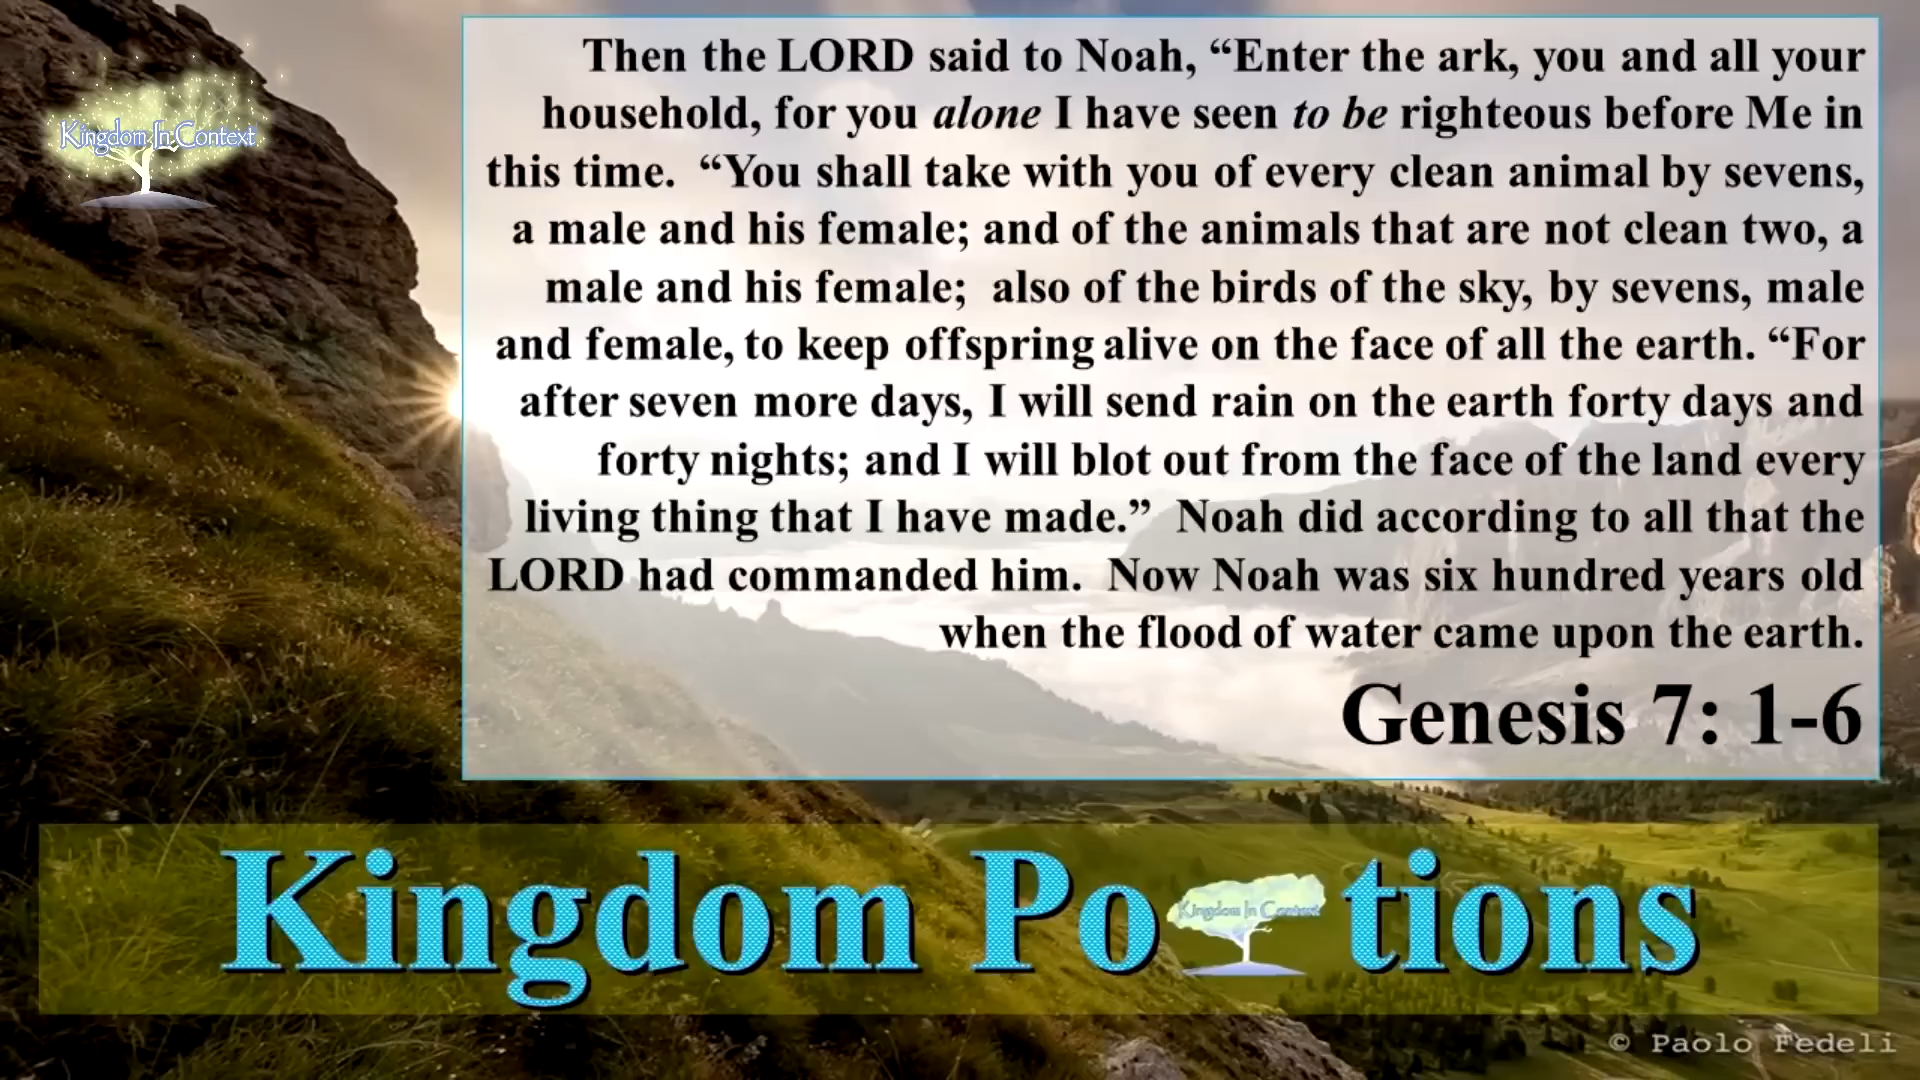 Kingdom In Context
Then the LORD said to Noah, “Enter the ark, you and all your
household, for you alone I have seen to be righteous before Me in
this time.  “You shall take with you of every clean animal by sevens,
a male and his female; and of the animals that are not clean two, a
male and his female;  also of the birds of the sky, by sevens, male
and female, to keep offspring alive on the face of all the earth. “For
after seven more days, I will send rain on the earth forty days and
forty nights; and I will blot out from the face of the land every
living thing that I have made.”  Noah did according to all that the
LORD had commanded him.  Now Noah was six hundred years old
when the flood of water came upon the earth.
Genesis 7: 1-6
Kingdom Po tions
Kingdom In Context
© Paolo Fedeli